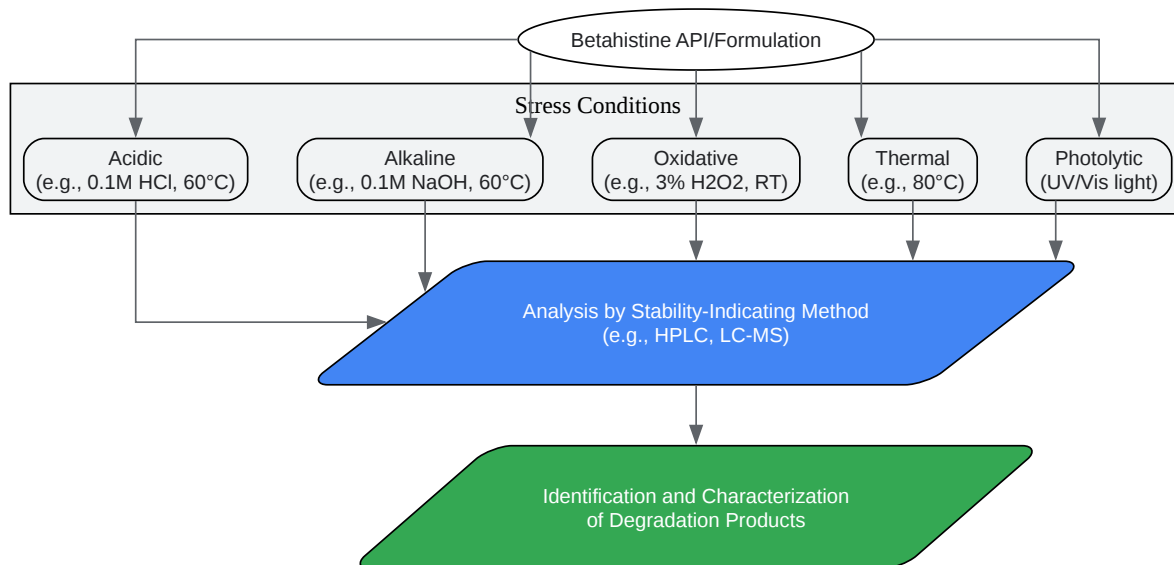 Betahistine API/Formulation
Stress Conditions
Acidic
(e.g., 0.1M HCl, 60°C)
Alkaline
(e.g., 0.1M NaOH, 60°C)
Oxidative
(e.g., 3% H2O2, RT)
Thermal
(e.g., 80°C)
Photolytic
(UV/Vis light)
Analysis by Stability-Indicating Method
(e.g., HPLC, LC-MS)
Identification and Characterization
of Degradation Products